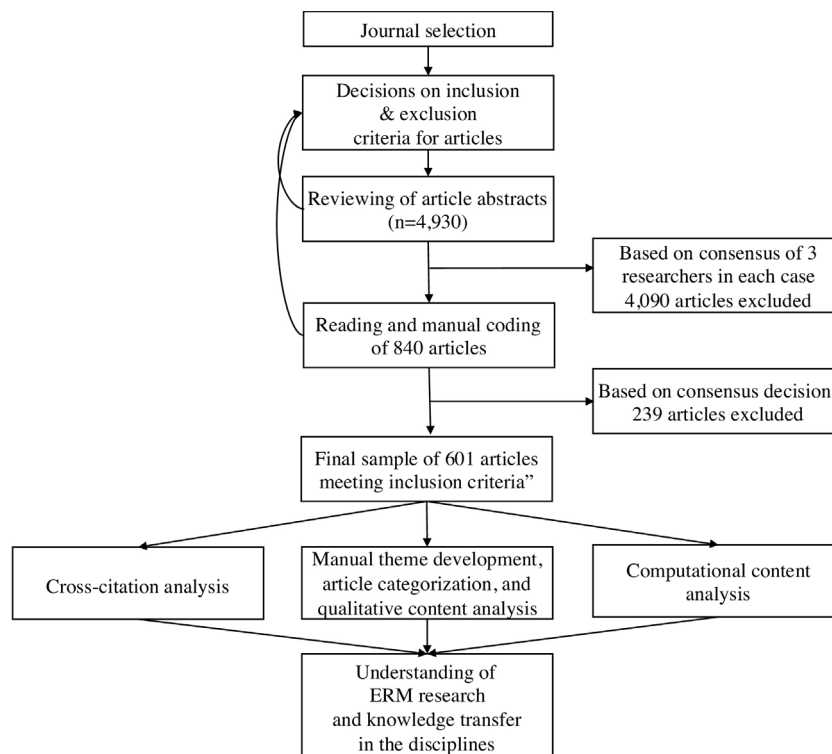 Journal selection
Decisions on inclusion
& exclusion
criteria for articles
Reviewing of article abstracts
(n=4,930)
Based on consensus of 3
researchers in each case
4,090 articles excluded
Reading and manual coding
of 840 articles
Based on consensus decision
239 articles excluded
Final sample of 601 articles
meeting inclusion criteria”
Cross-citation analysis
Manual theme development,
article categorization, and
qualitative content analysis
Computational content
analysis
Understanding of
ERM research
and knowledge transfer
in the disciplines